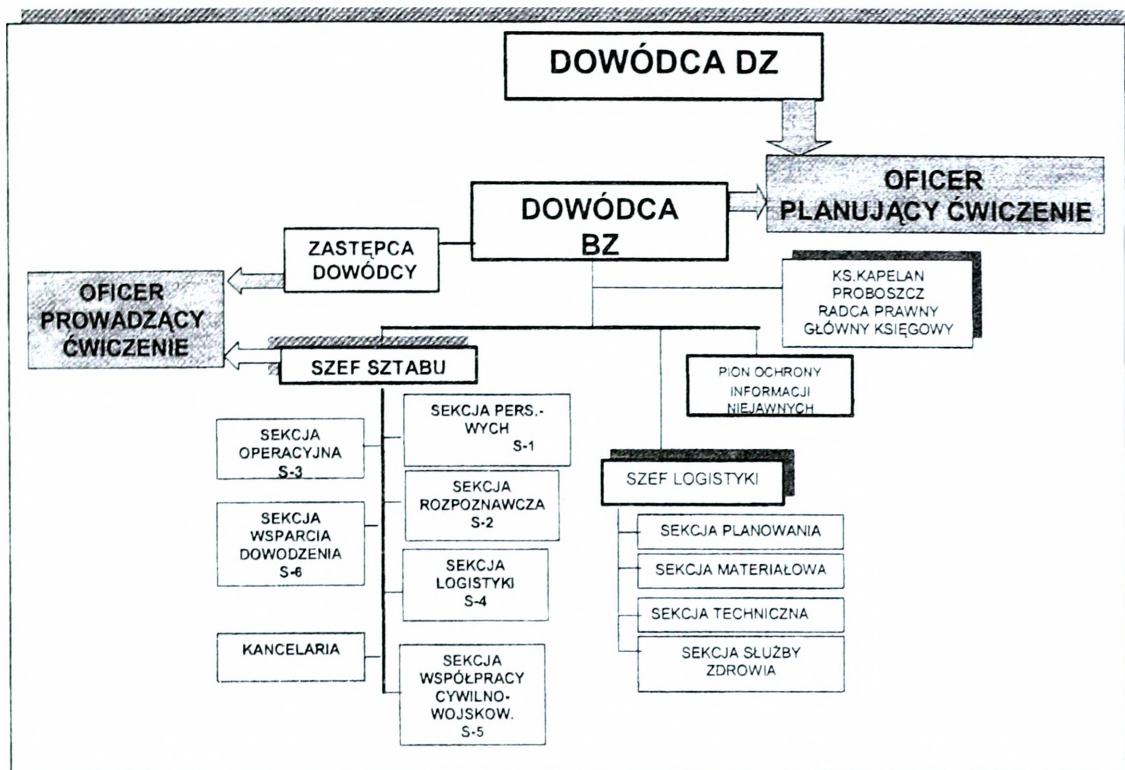 DOWÓDCA DZ
OFICER
PLANUJĄCY ĆWICZENIE
DOWÓDCA
BZ
ZASTĘPCA
DOWÓDCY
OFICER
PROWADZĄCY
ĆWICZENIE
KS.KAPELAN
PROBOSZCZ
RADCA PRAWNY
GŁÓWNY KSIĘGOWY
SZEF SZTABU
PION OCHRONY
INFORMACJI
NIEJAWNYCH
SEKCJA PERS.-
WYCH
S-1
SEKCJA
OPERACYJNA
S-3
SEKCJA
ROZPOZNAWCZA
S-2
SEKCJA
WSPARCIA
DOWODZENIA
S-6
SEKCJA
LOGISTYKI
S-4
KANCELARIA
SEKCJA
WSPÓŁPRACY
CYWILNO-
WOJSKOW.
S-5
SZEF LOGISTYKI
SEKCJA PLANOWANIA
SEKCJA MATERIAŁOWA
SEKCJA TECHNICZNA
SEKCJA SŁUŻBY
ZDROWIA